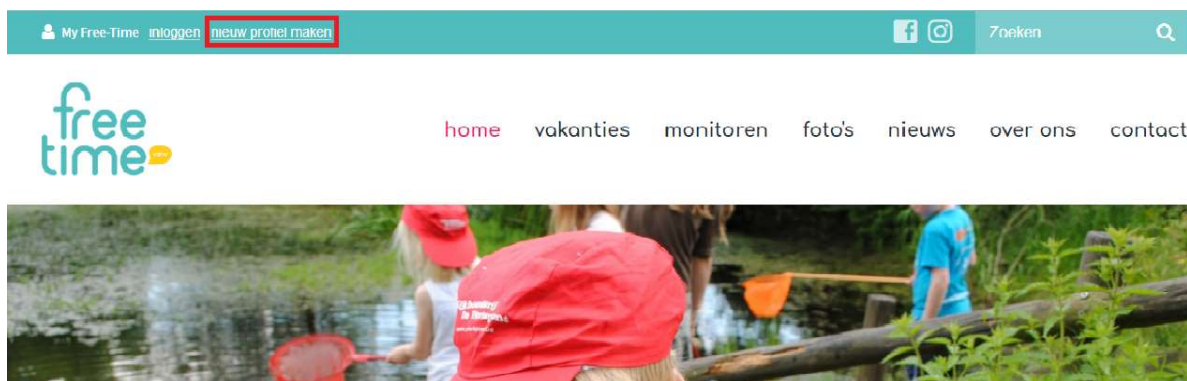 My Free-Time inloggen nieuw profiel maken
Zoeken
free
time
home vakanties monitoren foto's nieuws over ons contact